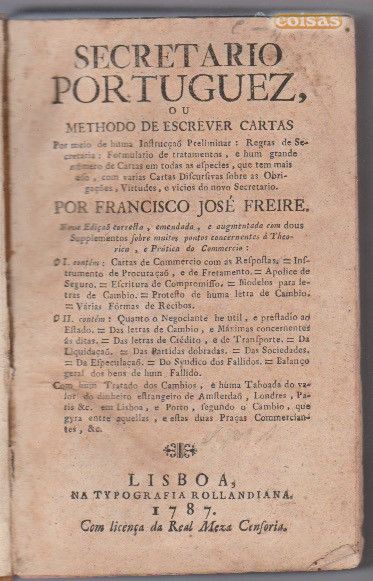 coisas
SECRETARIO
PORTUGUEZ,
OU
METHODO DE ESCREVER CARTAS
Por meio de huma Instrucçaõ Preliminar: Regras de Se-
cretaria: Formulario de tratamentos, e hum grande
número de Cartas em todas as especies, que tem mais
uso, com varias Cartas Discursivas sobre as Obri-
gações, Virtudes, e vicios do novo Secretario.
POR FRANCISCO JOSÉ FREIRE.
Nova Ediçaõ correcta, emendada, e augmentada com dous
Supplementos sobre muitos pontos concernentes á Theo-
rica, e Prática do Commercio:
O I. contém: Cartas de Commercio com as Respostas. = Ins-
trumento de Procuraçaõ, e de Fretamento. = Apolice de
Seguro. = Escritura de Compromisso. = Modelos para le-
tras de Cambio. = Protesto de huma letra de Cambio.
= Várias Fórmas de Recibos.
O II. contém: Quanto o Negociante he util, e prestadio ao
Estado. = Das letras de Cambio, e Máximas concernentes
ás ditas. = Das letras de Crédito, e de Transporte. = Da
Liquidaçaõ. = Das Partidas dobradas. = Das Sociedades.
= Da Especulaçaõ. = Do Syndico dos Fallidos. = Balanço
geral dos bens de hum Fallido.
Com hum Tratado dos Cambios, e huma Taboada do va-
lor do dinheiro estrangeiro de Amsterdaõ, Londres, Pa-
ris &c. em Lisboa, e Porto, segundo o Cambio, que
gyra entre aquellas, e estas duas Praças Commercian-
tes, &c.
LISBOA,
NA TYPOGRAFIA ROLLANDIANA.
1787.
Com licença da Real Meza Censoria.